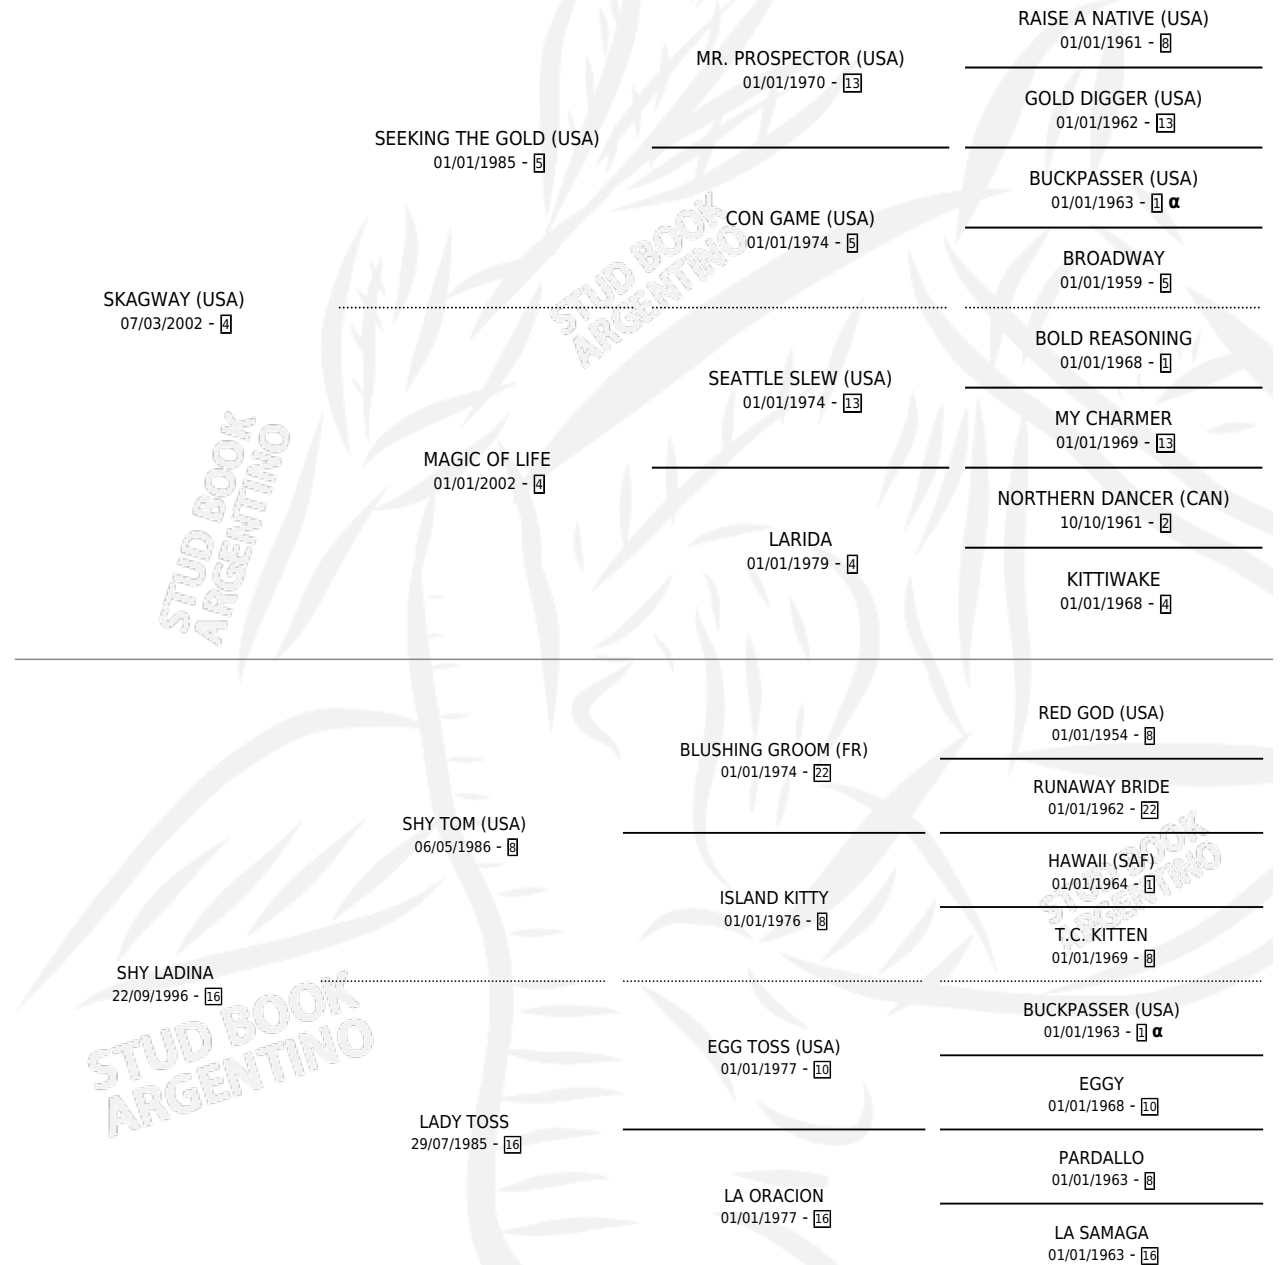 RAISE A NATIVE (USA)
01/01/1961 - 8
MR. PROSPECTOR (USA)
01/01/1970 - 13
GOLD DIGGER (USA)
01/01/1962 - 13
SEEKING THE GOLD (USA)
01/01/1985 - 5
BUCKPASSER (USA)
01/01/1963 - 1 α
CON GAME (USA)
01/01/1974 - 5
BROADWAY
01/01/1959 - 5
SKAGWAY (USA)
07/03/2002 - 4
BOLD REASONING
01/01/1968 - 1
SEATTLE SLEW (USA)
01/01/1974 - 13
MY CHARMER
01/01/1969 - 13
MAGIC OF LIFE
01/01/2002 - 4
NORTHERN DANCER (CAN)
10/10/1961 - 2
LARIDA
01/01/1979 - 4
KITTIWAKE
01/01/1968 - 4
RED GOD (USA)
01/01/1954 - 8
BLUSHING GROOM (FR)
01/01/1974 - 22
RUNAWAY BRIDE
01/01/1962 - 22
SHY TOM (USA)
06/05/1986 - 8
HAWAII (SAF)
01/01/1964 - 1
ISLAND KITTY
01/01/1976 - 8
T.C. KITTEN
01/01/1969 - 8
SHY LADINA
22/09/1996 - 16
BUCKPASSER (USA)
01/01/1963 - 1 α
EGG TOSS (USA)
01/01/1977 - 10
EGGY
01/01/1968 - 10
LADY TOSS
29/07/1985 - 16
PARDALLO
01/01/1963 - 8
LA ORACION
01/01/1977 - 16
LA SAMAGA
01/01/1963 - 16
STUD BOOK
ARGENTINO
STUD BOOK
ARGENTINO
STUD BOOK
ARGENTINO
STUD BOOK
ARGENTINO